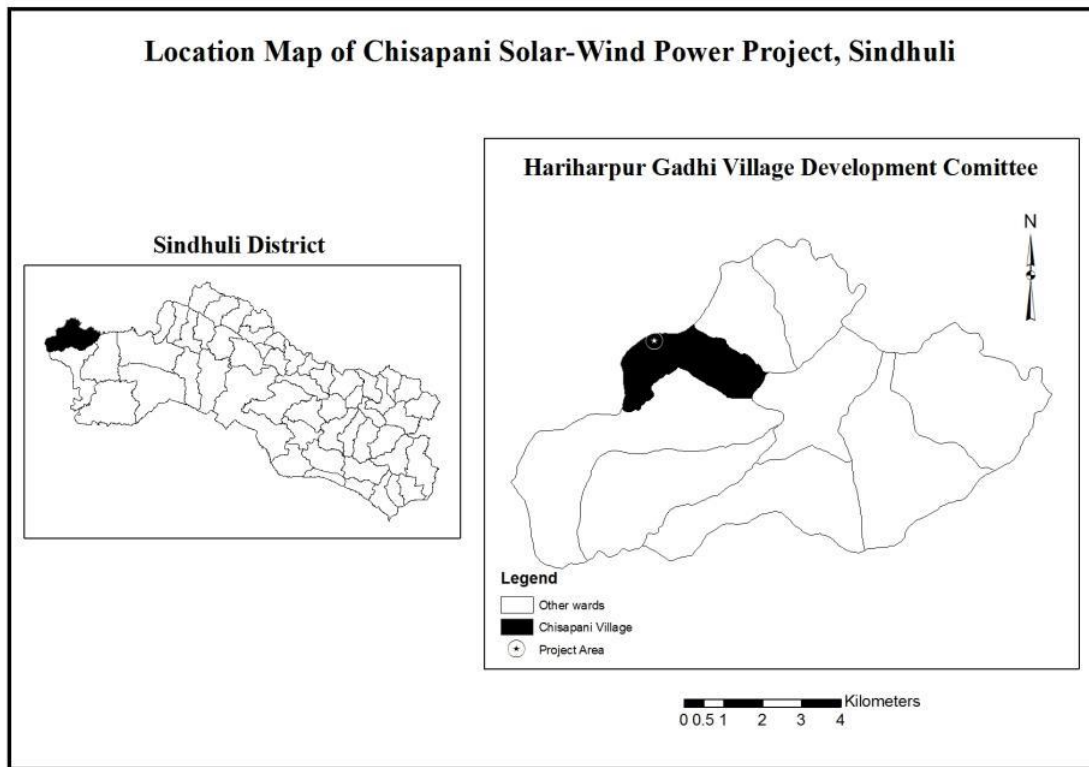 Location Map of Chisapani Solar-Wind Power Project, Sindhuli
Sindhuli District
Hariharpur Gadhi Village Development Comittee
N
Legend
Other wards
Chisapani Village
Project Area
Kilometers
0 0.5 1 2 3 4